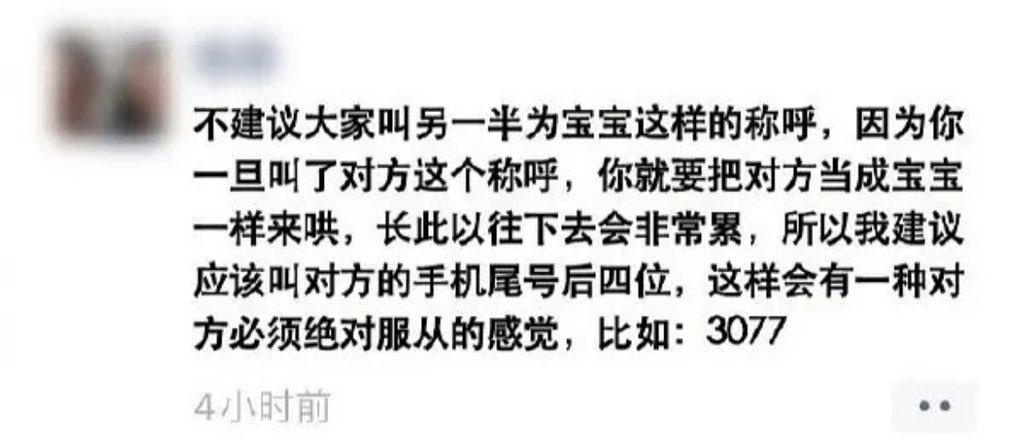 不建议大家叫另一半为宝宝这样的称呼，因为你
一旦叫了对方这个称呼，你就要把对方当成宝宝
一样来哄，长此以往下去会非常累，所以我建议
应该叫对方的手机尾号后四位，这样会有一种对
方必须绝对服从的感觉，比如：3077
4小时前